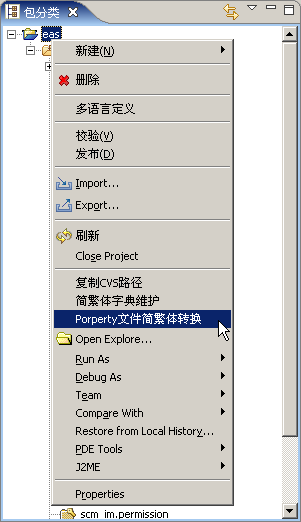 包分类
eas
新建(N)
删除
多语言定义
校验(V)
发布(D)
Import...
Export...
刷新
Close Project
复制CVS路径
简繁体字典维护
Porperty文件简繁体转换
Open Explore...
Run As
Debug As
Team
Compare With
Restore from Local History...
PDE Tools
J2ME
Properties
scm_im.permission